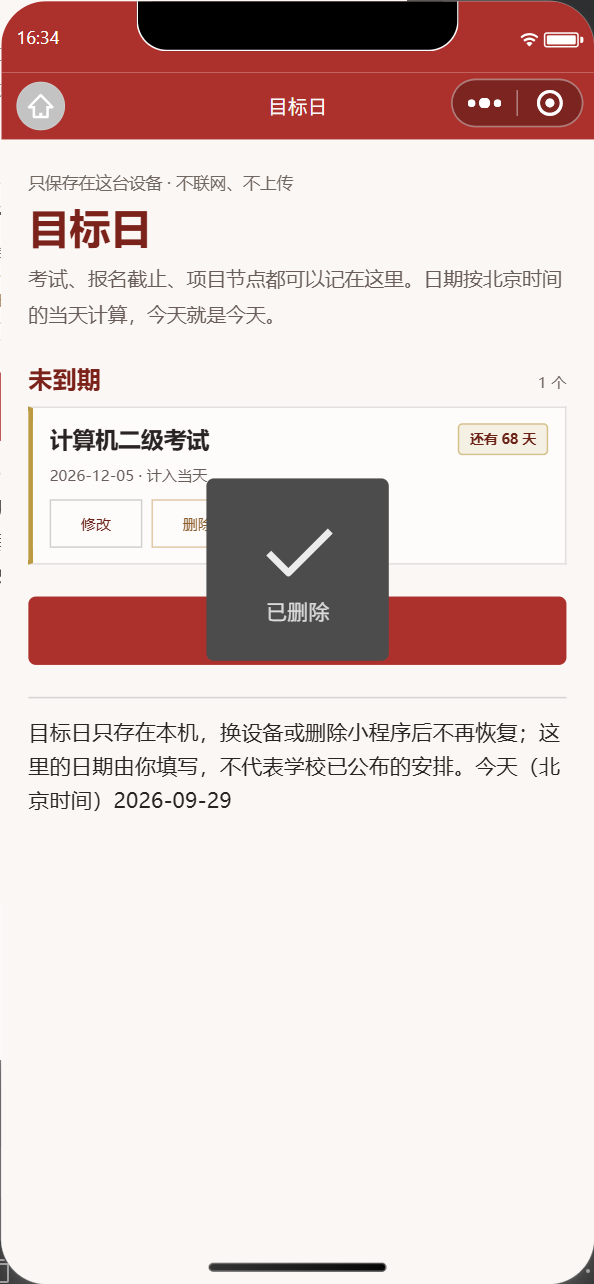 16:34
目标日
只保存在这台设备 · 不联网、不上传
目标日
考试、报名截止、项目节点都可以记在这里。日期按北京时间
的当天计算，今天就是今天。
未到期
1 个
计算机二级考试
还有 68 天
2026-12-05 · 计入当天
修改
已删除
目标日只存在本机，换设备或删除小程序后不再恢复；这
里的日期由你填写，不代表学校已公布的安排。今天（北
京时间）2026-09-29